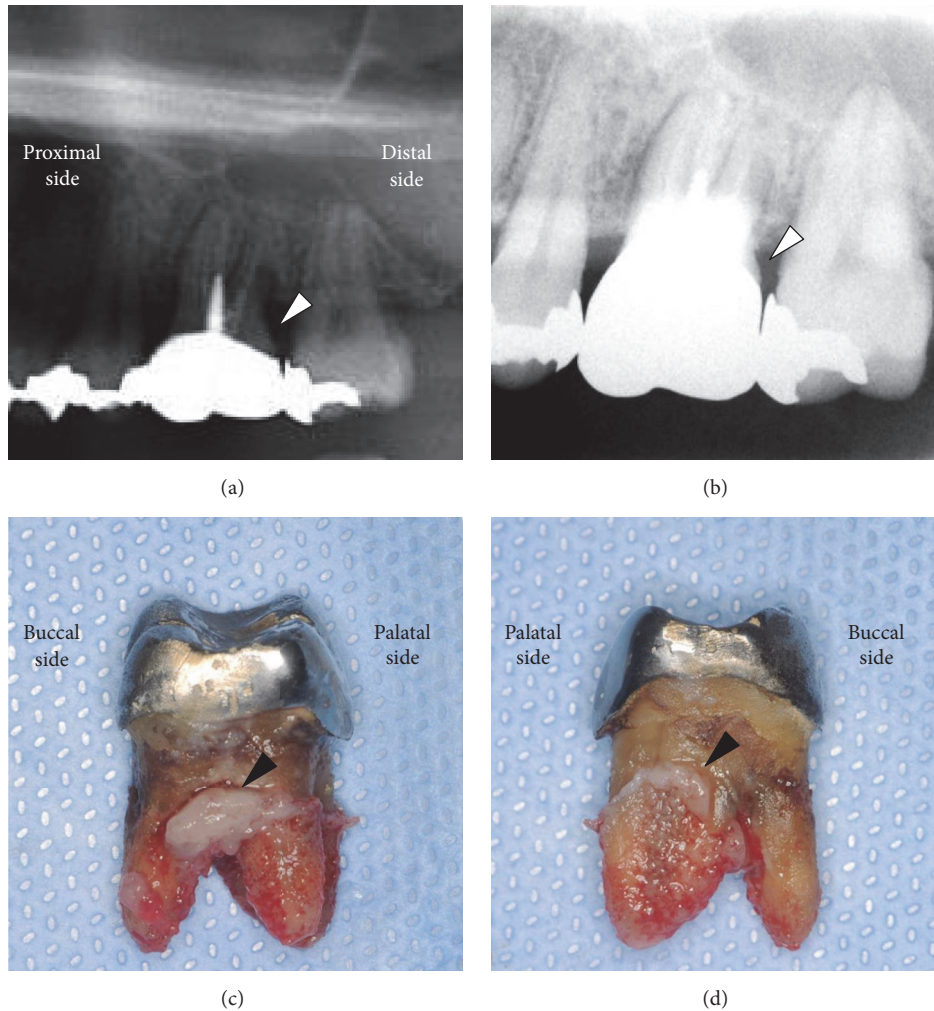 Proximal
side
Distal
side
(a)
(b)
Buccal
side
Palatal
side
(c)
Palatal
side
Buccal
side
(d)